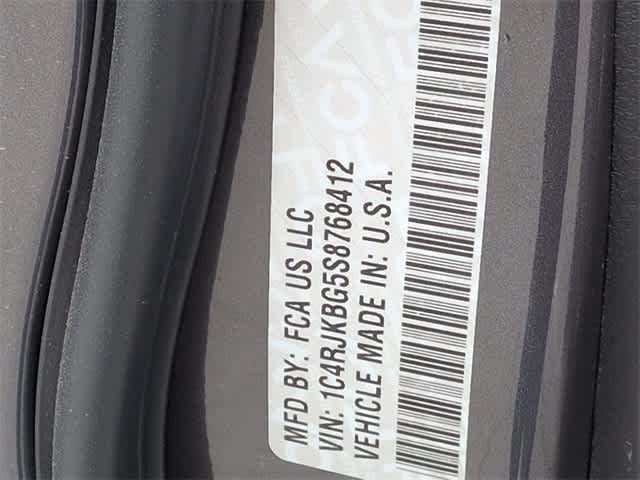 MFD BY: FCA US LLC
VIN: 1C4RJKBG5S8768412
VEHICLE MADE IN: U.S.A.